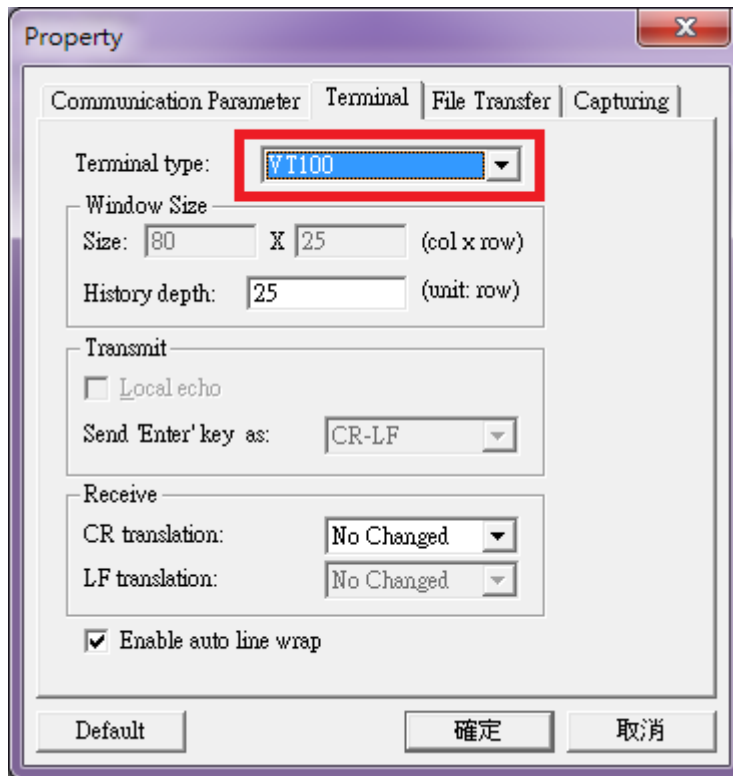 Property
Communication Parameter Terminal File Transfer Capturing
Terminal type: VT100
Window Size
Size: 80 X 25 (col x row)
History depth: 25 (unit: row)
Transmit
Local echo
Send 'Enter' key as: CR-LF
Receive
CR translation: No Changed
LF translation: No Changed
Enable auto line wrap
Default 確定 取消